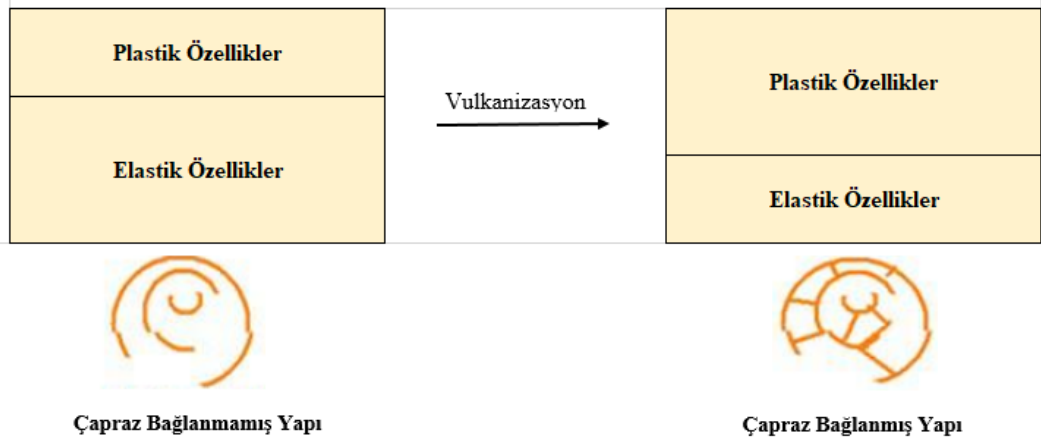 Plastik Özellikler
Elastik Özellikler
Vulkanizasyon
Plastik Özellikler
Elastik Özellikler
Çapraz Bağlanmamış Yapı
Çapraz Bağlanmış Yapı